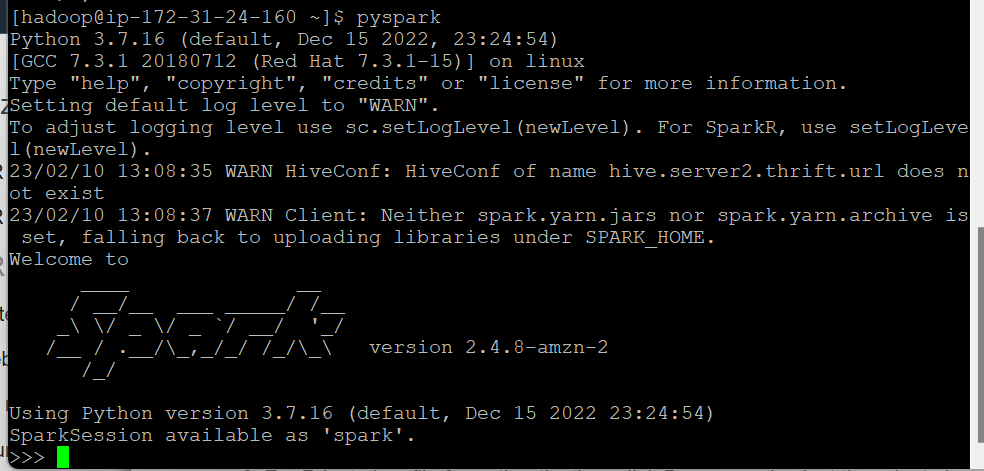 [hadoop@ip-172-31-24-160 ~]$ pyspark
Python 3.7.16 (default, Dec 15 2022, 23:24:54)
[GCC 7.3.1 20180712 (Red Hat 7.3.1-15)] on linux
Type "help", "copyright", "credits" or "license" for more information.
Setting default log level to "WARN".
To adjust logging level use sc.setLogLevel(newLevel). For SparkR, use setLogLeve
l(newLevel).
23/02/10 13:08:35 WARN HiveConf: HiveConf of name hive.server2.thrift.url does n
ot exist
23/02/10 13:08:37 WARN Client: Neither spark.yarn.jars nor spark.yarn.archive is
 set, falling back to uploading libraries under SPARK_HOME.
Welcome to
      ____              __
     / __/__  ___ _____/ /__
    _\ \/ _ \/ _ `/ __/  '_/
   /__ / .__/\_,_/_/ /_/\_\   version 2.4.8-amzn-2
      /_/
Using Python version 3.7.16 (default, Dec 15 2022 23:24:54)
SparkSession available as 'spark'.
>>>